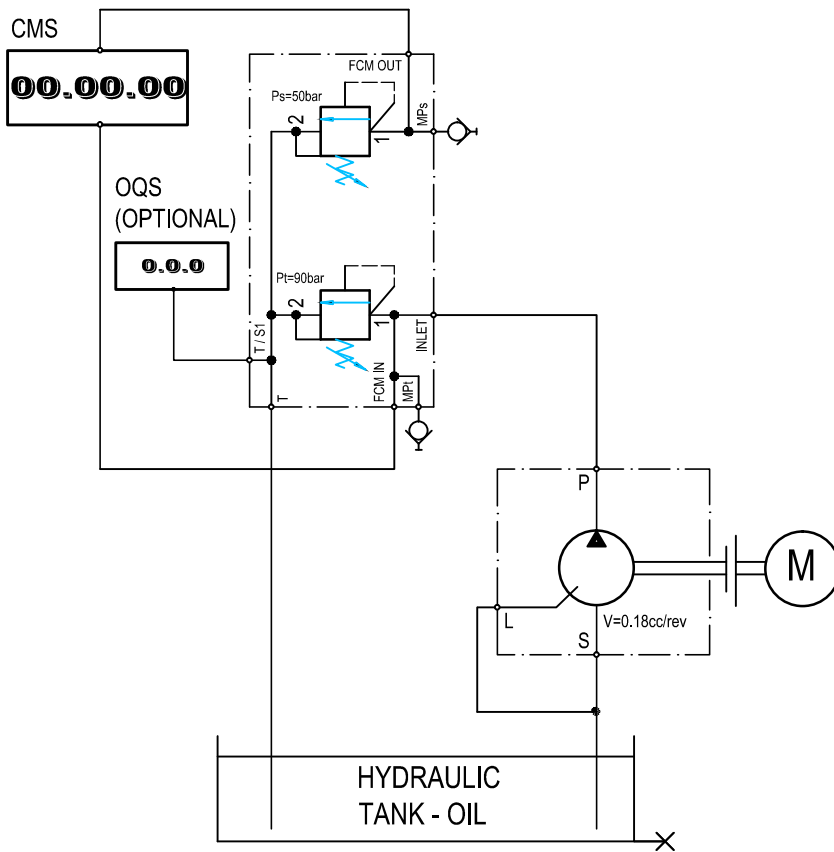 CMS
00.00.00
OQS
(OPTIONAL)
0.0.0
FCM OUT
Ps=50bar
2
1
MPs
Pt=90bar
2
1
T / S1
INLET
T
FCM IN
MPt
P
M
L
V=0.18cc/rev
S
HYDRAULIC
TANK - OIL